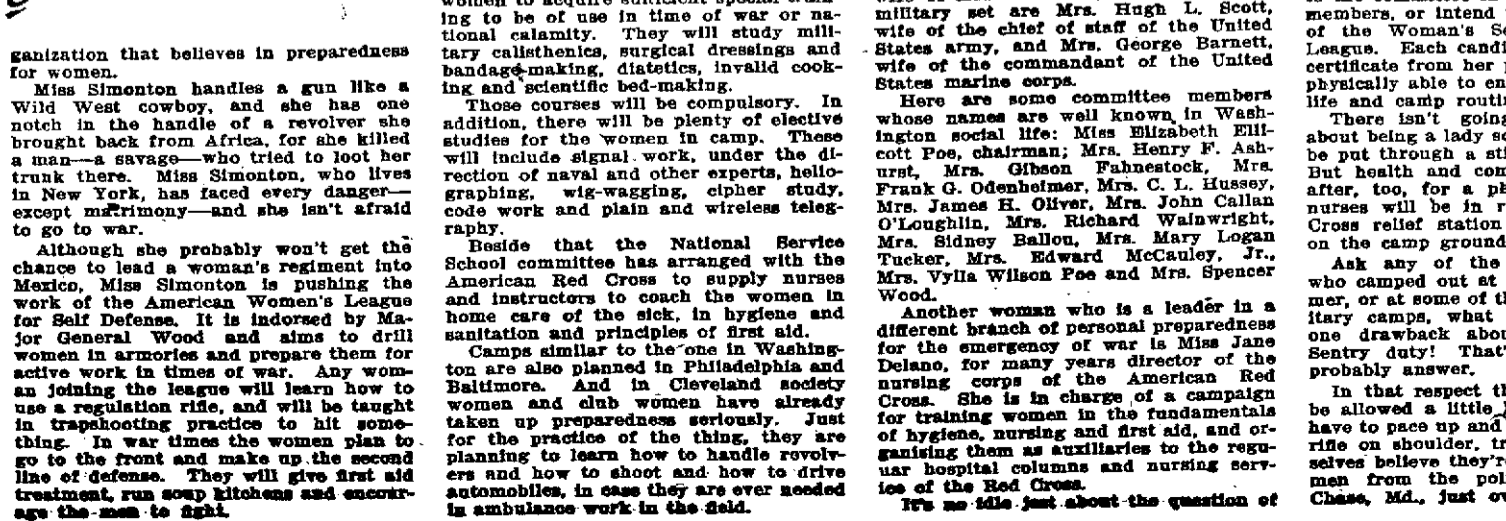 ganization that believes in preparedness
for women.
Miss Simonton handles a gun like a
Wild West cowboy, and she has one
notch in the handle of a revolver she
brought back from Africa, for she killed
a man—a savage—who tried to loot her
trunk there. Miss Simonton, who lives
in New York, has faced every danger—
except matrimony—and she isn't afraid
to go to war.
Although she probably won't get the
chance to lead a woman's regiment into
Mexico, Miss Simonton is pushing the
work of the American Women's League
for Self Defense. It is indorsed by Ma-
jor General Wood and aims to drill
women in armories and prepare them for
active work in times of war. Any wom-
an joining the league will learn how to
use a regulation rifle, and will be taught
in trapshooting practice to hit some-
thing. In war times the women plan to
go to the front and make up the second
line of defense. They will give first aid
treatment, run soup kitchens and encour-
age the men to fight.
women to acquire sufficient special train-
ing to be of use in time of war or na-
tional calamity. They will study mili-
tary calisthenics, surgical dressings and
bandage-making, diatetics, invalid cook-
ing and scientific bed-making.
Those courses will be compulsory. In
addition, there will be plenty of elective
studies for the women in camp. These
will include signal work, under the di-
rection of naval and other experts, helio-
graphing, wig-wagging, cipher study,
code work and plain and wireless teleg-
raphy.
Beside that the National Service
School committee has arranged with the
American Red Cross to supply nurses
and instructors to coach the women in
home care of the sick, in hygiene and
sanitation and principles of first aid.
Camps similar to the one in Washing-
ton are also planned in Philadelphia and
Baltimore. And in Cleveland society
women and club women have already
taken up preparedness seriously. Just
for the practice of the thing, they are
planning to learn how to handle revolv-
ers and how to shoot and how to drive
automobiles, in case they are ever needed
in ambulance work in the field.
military set are Mrs. Hugh L. Scott,
wife of the chief of staff of the United
States army, and Mrs. George Barnett,
wife of the commandant of the United
States marine corps.
Here are some committee members
whose names are well known in Wash-
ington social life: Miss Elizabeth Elli-
cott Poe, chairman; Mrs. Henry F. Ash-
urst, Mrs. Gibson Fahnestock, Mrs.
Frank G. Odenheimer, Mrs. C. L. Hussey,
Mrs. James H. Oliver, Mrs. John Callan
O'Loughlin, Mrs. Richard Wainwright,
Mrs. Sidney Ballou, Mrs. Mary Logan
Tucker, Mrs. Edward McCauley, Jr.,
Mrs. Vylla Wilson Poe and Mrs. Spencer
Wood.
Another woman who is a leader in a
different branch of personal preparedness
for the emergency of war is Miss Jane
Delano, for many years director of the
nursing corps of the American Red
Cross. She is in charge of a campaign
for training women in the fundamentals
of hygiene, nursing and first aid, and or-
ganizing them as auxiliaries to the regu-
uar hospital columns and nursing serv-
ice of the Red Cross.
It's no idle jest about the question of
members, or intend
of the Woman's Se
League. Each candi
certificate from her
physically able to en
life and camp routi
There isn't going
about being a lady so
be put through a sti
But health and com
after, too, for a ph
nurses will be in r
Cross relief station
on the camp ground
Ask any of the
who camped out at
mer, or at some of th
itary camps, what
one drawback abou
Sentry duty! That'
probably answer.
In that respect th
be allowed a little
have to pace up and
rifle on shoulder, tr
selves believe they're
men from the pol
Chase, Md., just ov